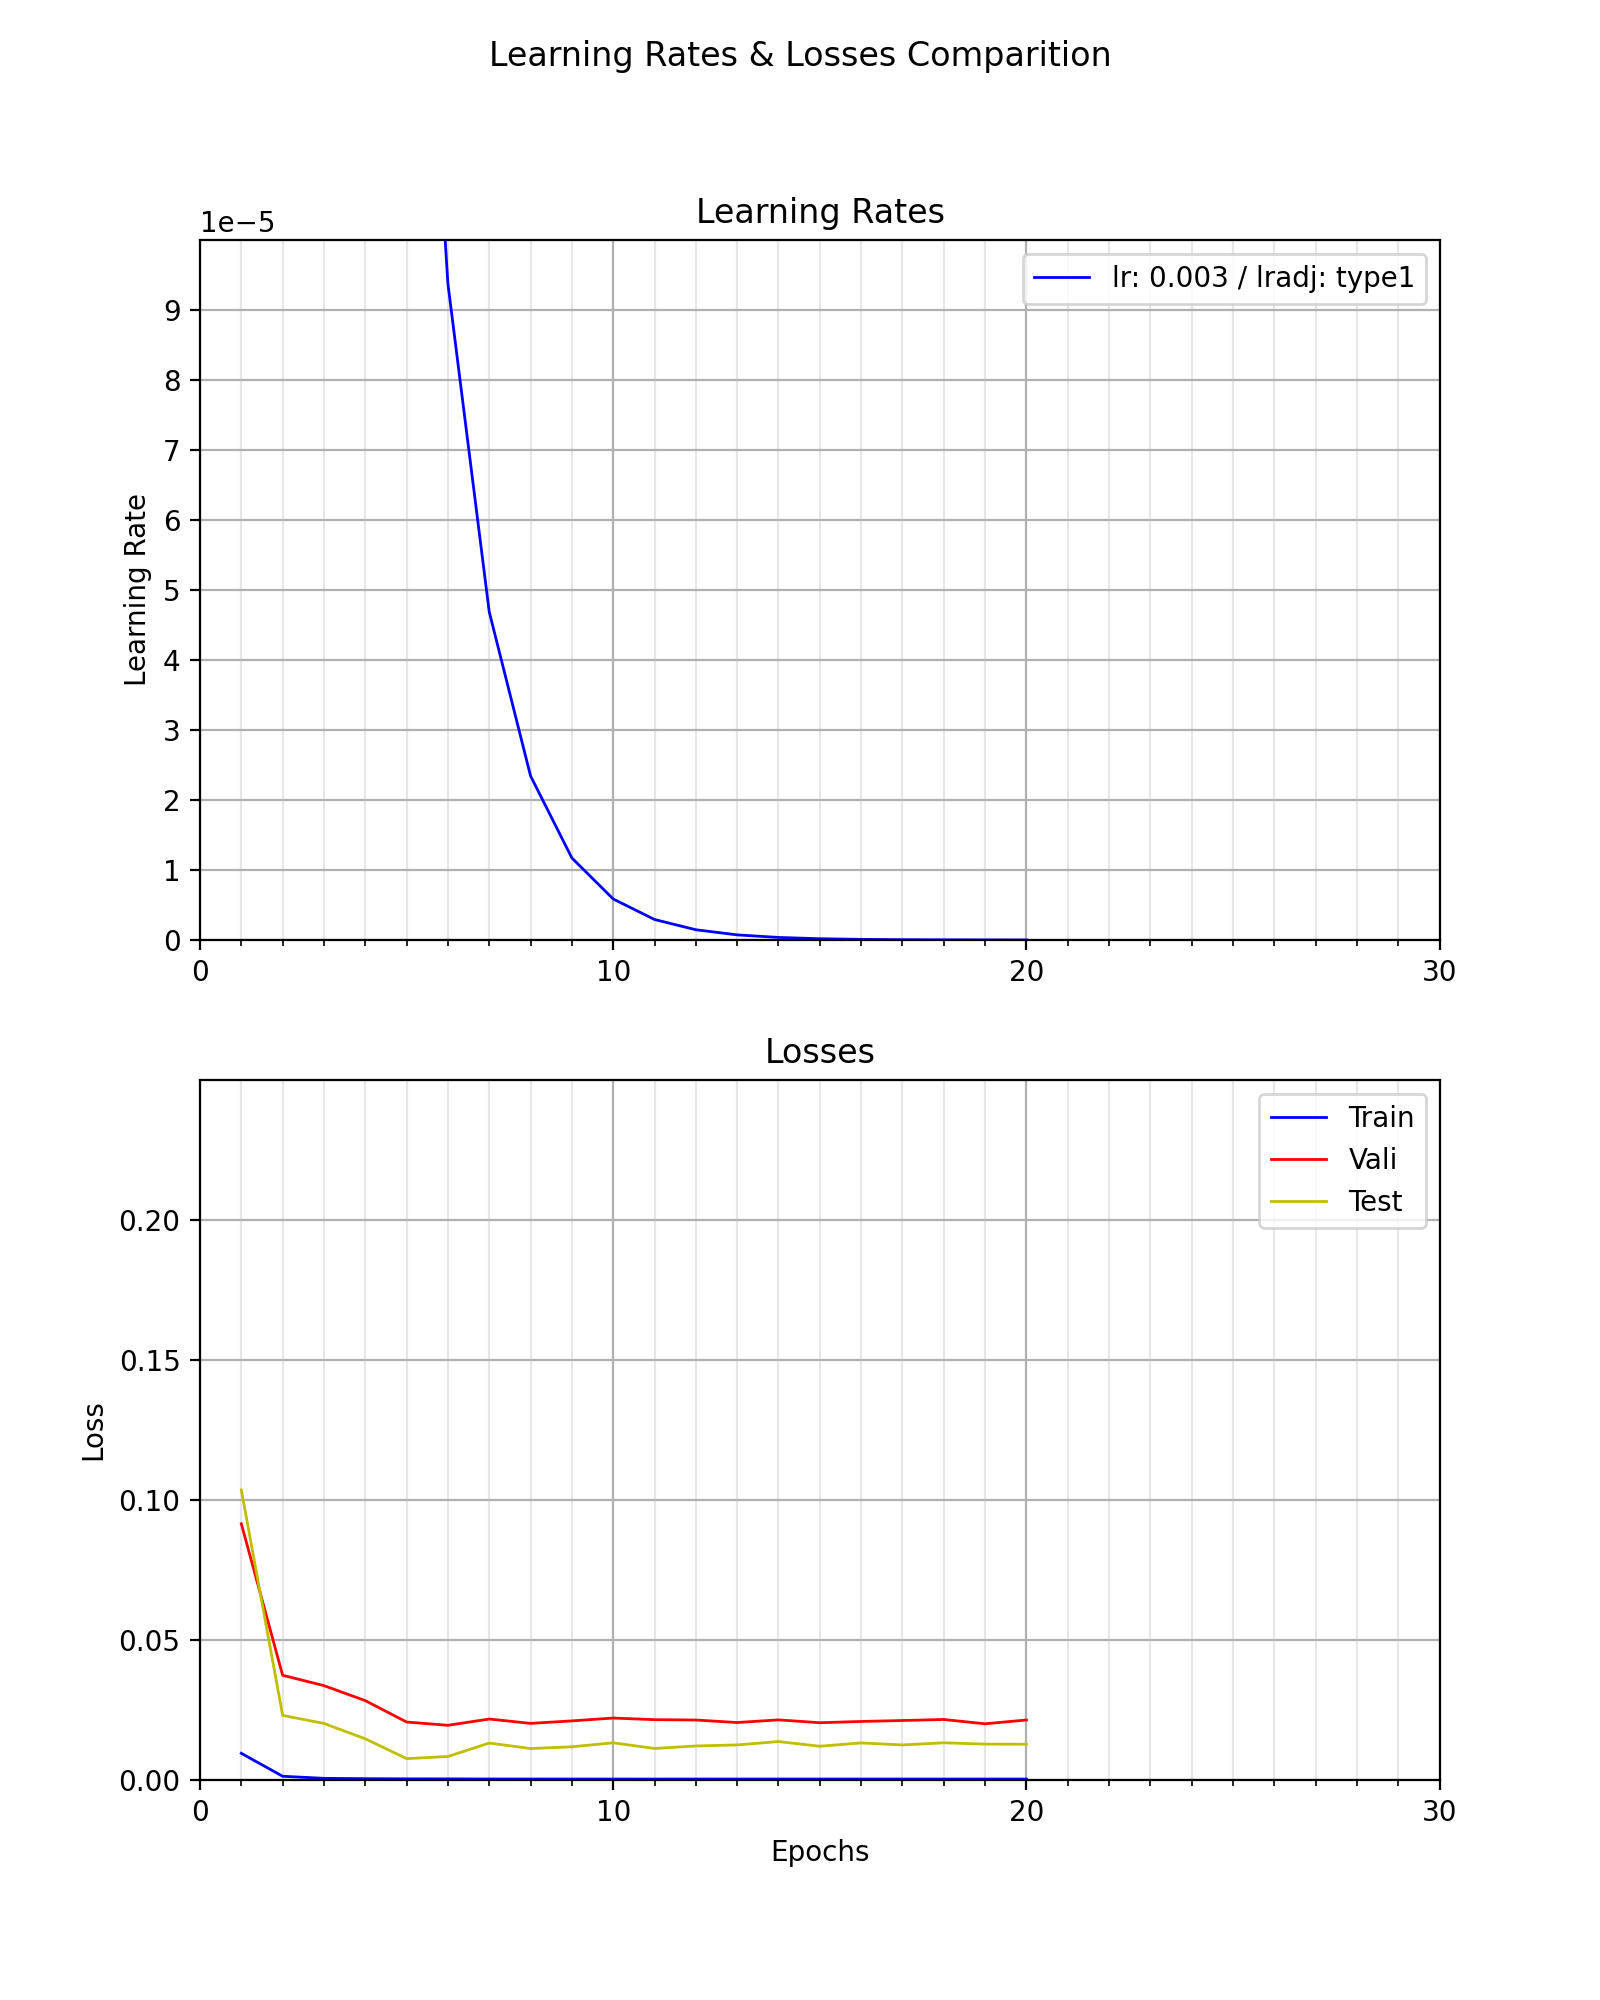 Learning Rates & Losses Comparition
Learning Rates
1e−5
lr: 0.003 / lradj: type1
9
8
7
6
5
4
3
2
1
0
Learning Rate
0 10 20 30
Losses
Train
Vali
Test
0.20
0.15
0.10
0.05
0.00
Loss
0 10 20 30
Epochs